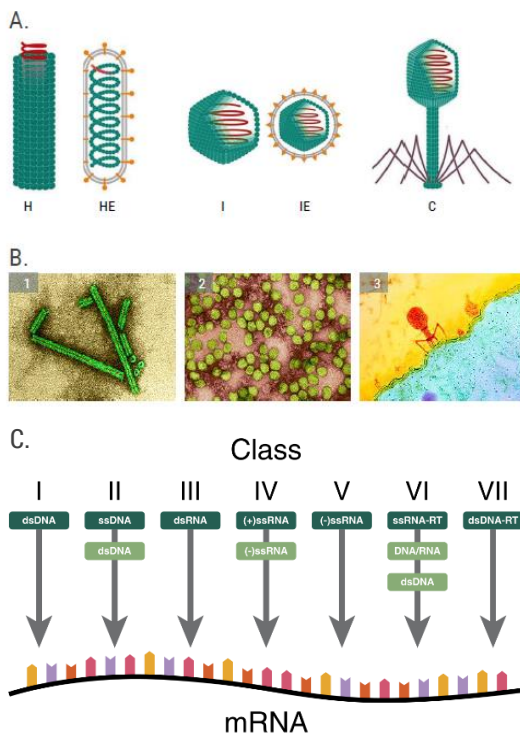 A.
H HE I IE C
B.
1 2 3
C.
Class
I II III IV V VI VII
dsDNA ssDNA dsRNA (+)ssRNA (-)ssRNA ssRNA-RT dsDNA-RT
dsDNA (-)ssRNA DNA/RNA
dsDNA
mRNA